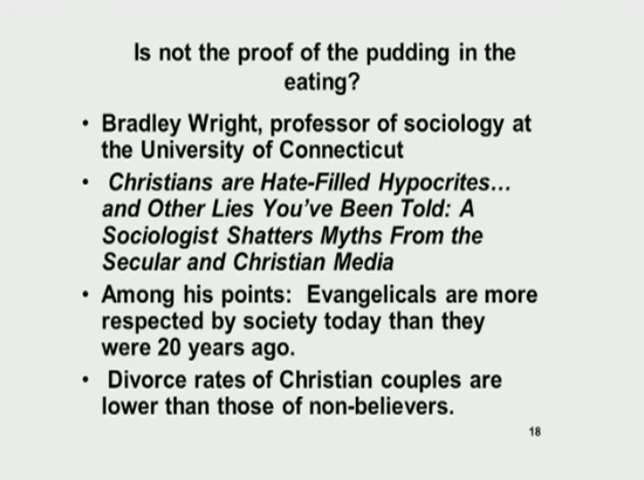 Is not the proof of the pudding in the
eating?
• Bradley Wright, professor of sociology at
the University of Connecticut
• Christians are Hate-Filled Hypocrites…
and Other Lies You've Been Told: A
Sociologist Shatters Myths From the
Secular and Christian Media
• Among his points: Evangelicals are more
respected by society today than they
were 20 years ago.
• Divorce rates of Christian couples are
lower than those of non-believers.
18